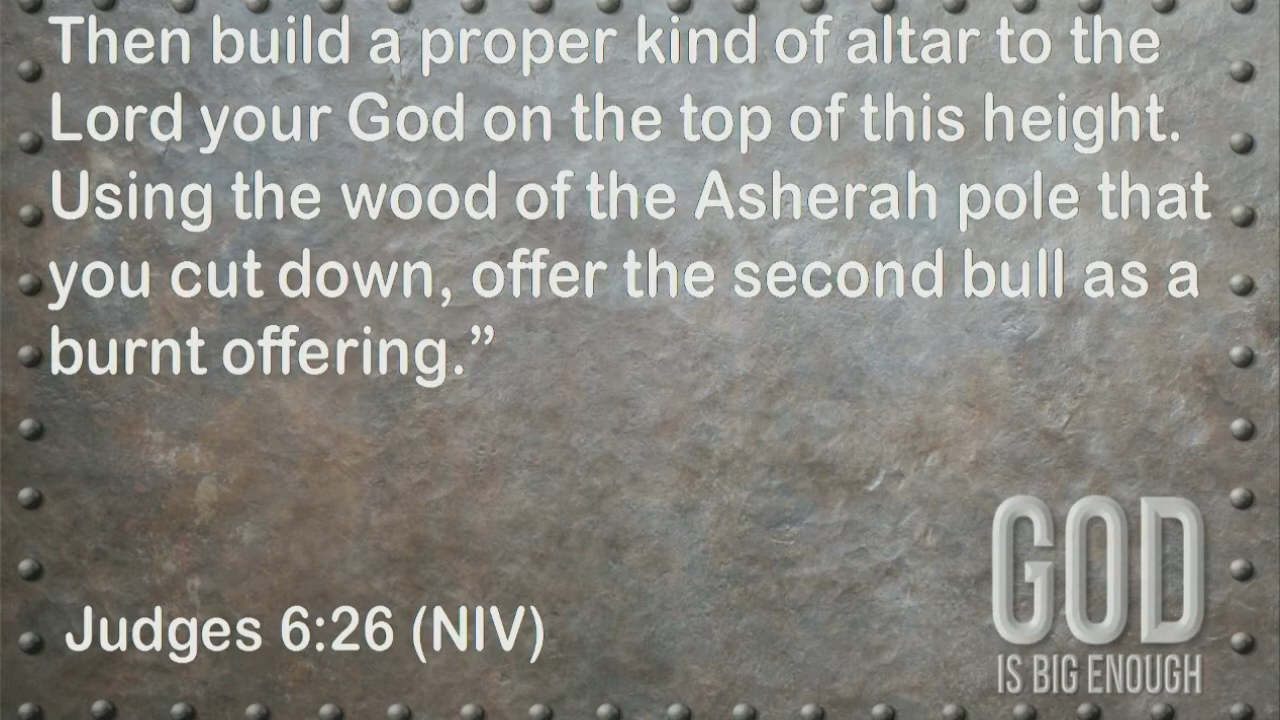 Then build a proper kind of altar to the
Lord your God on the top of this height.
Using the wood of the Asherah pole that
you cut down, offer the second bull as a
burnt offering.”
Judges 6:26 (NIV)
GOD
IS BIG ENOUGH